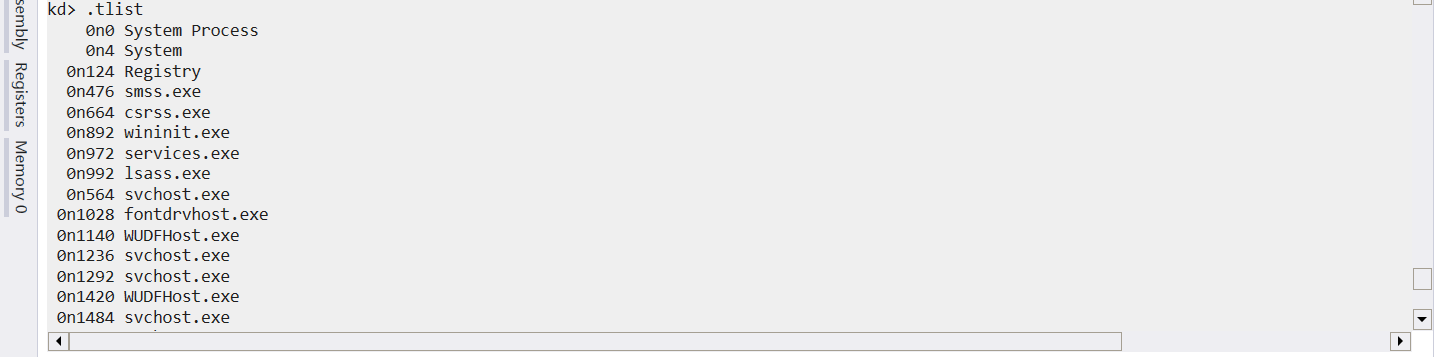 sembly
Registers
Memory 0
kd> .tlist
0n0 System Process
0n4 System
0n124 Registry
0n476 smss.exe
0n664 csrss.exe
0n892 wininit.exe
0n972 services.exe
0n992 lsass.exe
0n564 svchost.exe
0n1028 fontdrvhost.exe
0n1140 WUDFHost.exe
0n1236 svchost.exe
0n1292 svchost.exe
0n1420 WUDFHost.exe
0n1484 svchost.exe